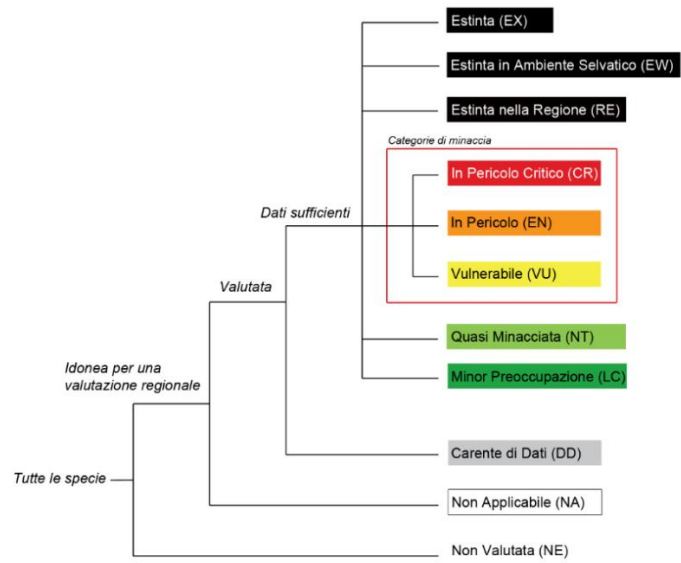 Estinta (EX)
Estinta in Ambiente Selvatico (EW)
Estinta nella Regione (RE)
Categorie di minaccia
In Pericolo Critico (CR)
Dati sufficienti
In Pericolo (EN)
Vulnerabile (VU)
Valutata
Quasi Minacciata (NT)
Idonea per una
valutazione regionale
Minor Preoccupazione (LC)
Carente di Dati (DD)
Tutte le specie
Non Applicabile (NA)
Non Valutata (NE)